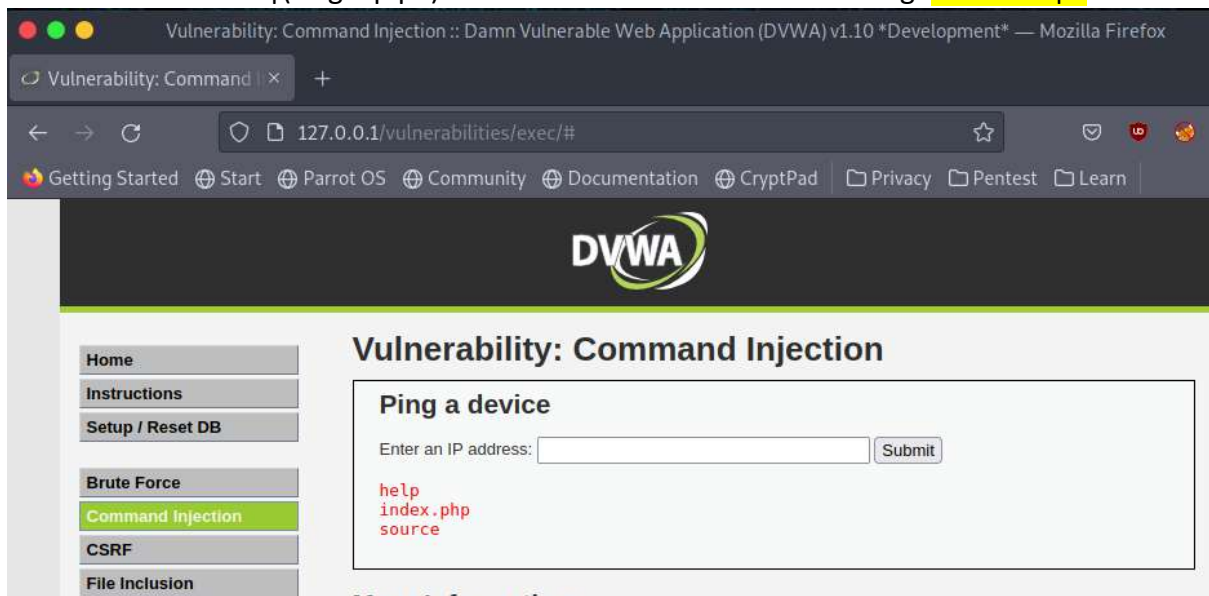 Vulnerability: Command Injection :: Damn Vulnerable Web Application (DVWA) v1.10 *Development* — Mozilla Firefox
Vulnerability: Command I
127.0.0.1/vulnerabilities/exec/#
Getting Started Start Parrot OS Community Documentation CryptPad Privacy Pentest Learn
DVWA
Vulnerability: Command Injection
Home
Instructions
Setup / Reset DB
Brute Force
Command Injection
CSRF
File Inclusion
Ping a device
Enter an IP address: Submit
help
index.php
source